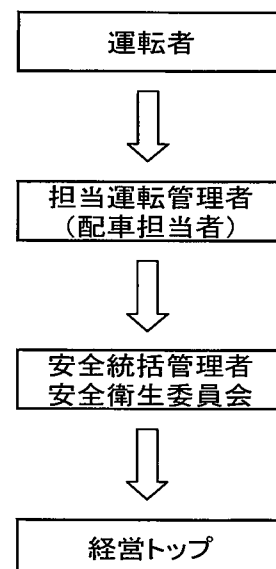 運転者
担当運転管理者
(配車担当者)
安全統括管理者
安全衛生委員会
経営トップ